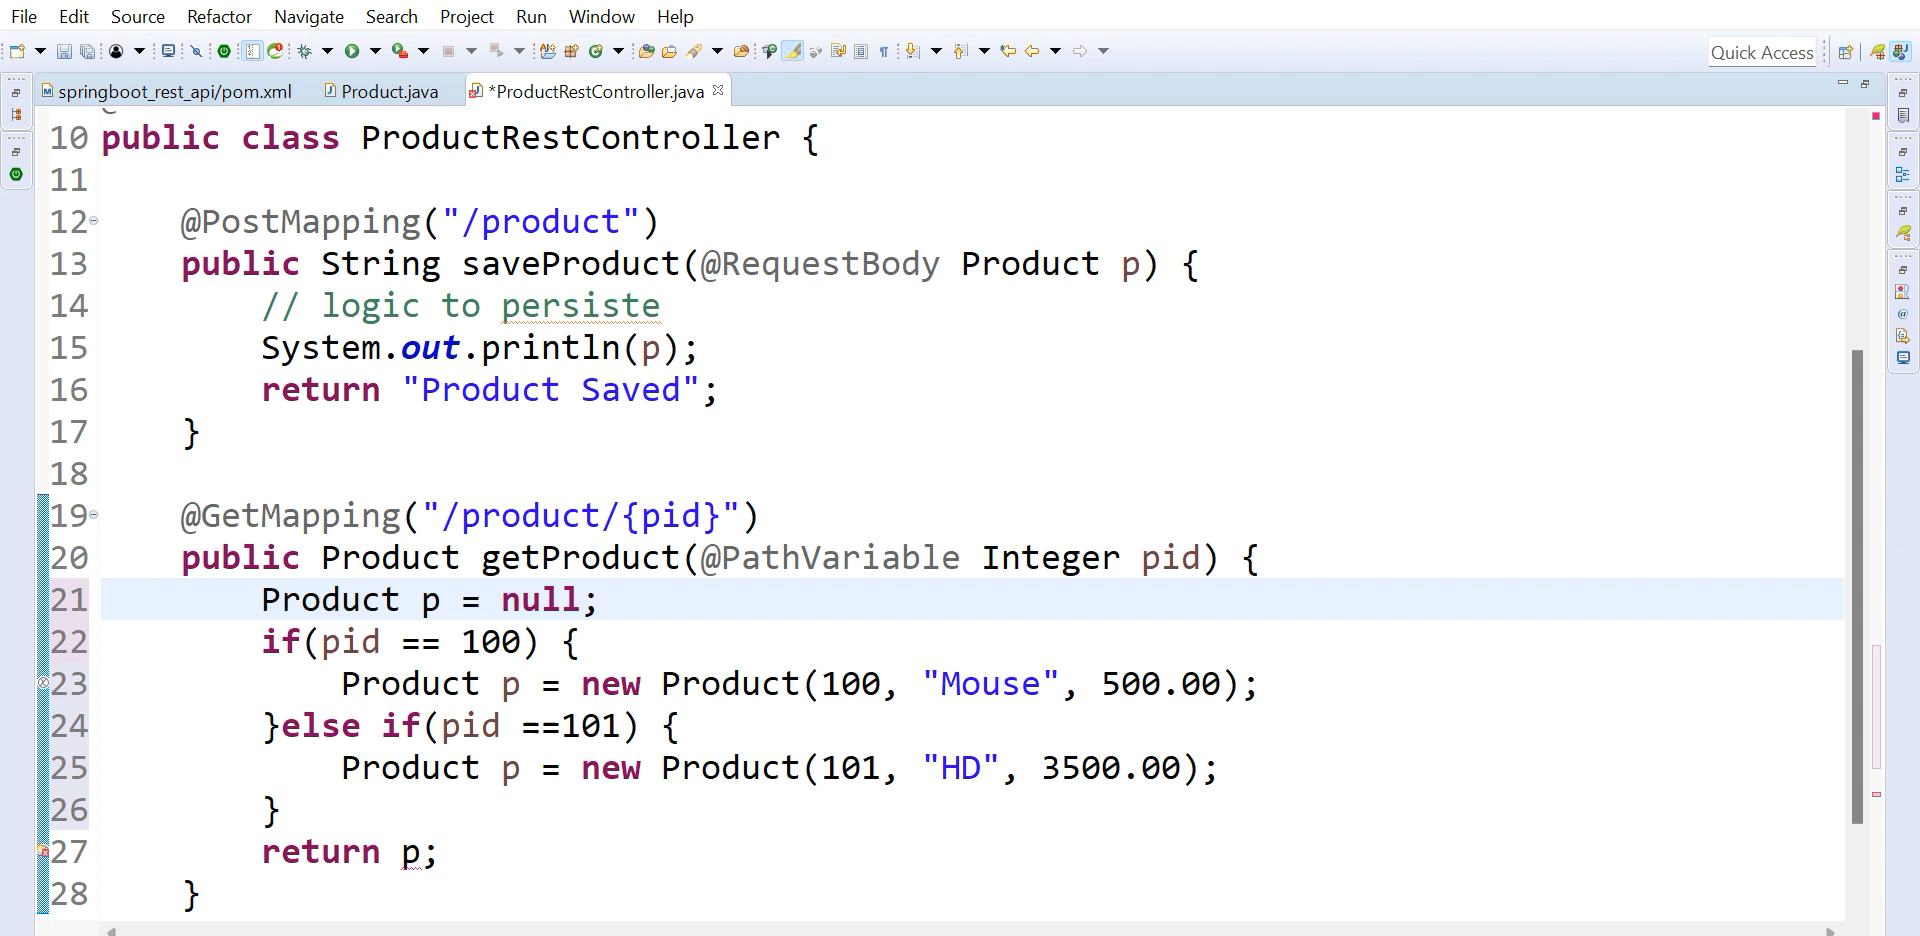 File Edit Source Refactor Navigate Search Project Run Window Help
Quick Access
springboot_rest_api/pom.xml Product.java *ProductRestController.java
10 public class ProductRestController {
11
12 @PostMapping("/product")
13 public String saveProduct(@RequestBody Product p) {
14 // logic to persiste
15 System.out.println(p);
16 return "Product Saved";
17 }
18
19 @GetMapping("/product/{pid}")
20 public Product getProduct(@PathVariable Integer pid) {
21 Product p = null;
22 if(pid == 100) {
23 Product p = new Product(100, "Mouse", 500.00);
24 }else if(pid ==101) {
25 Product p = new Product(101, "HD", 3500.00);
26 }
27 return p;
28 }